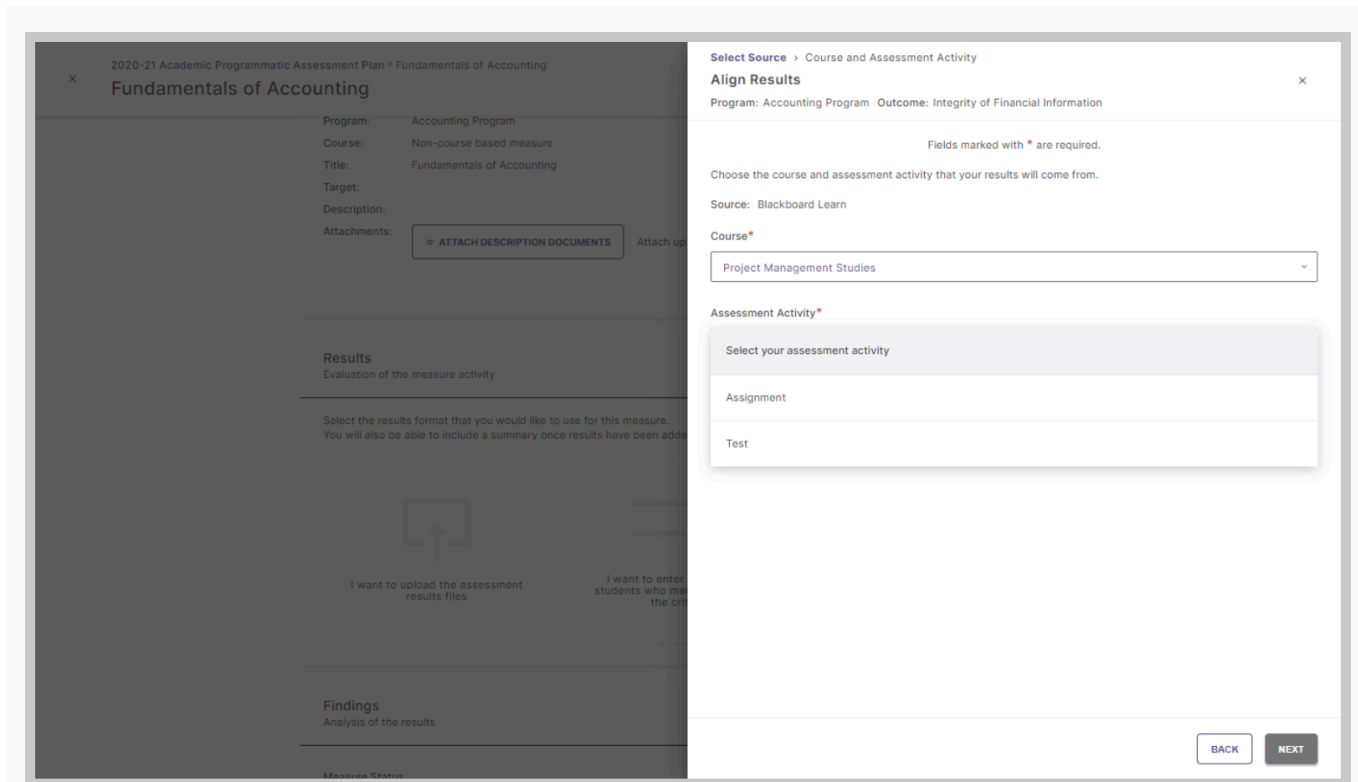 2020-21 Academic Programmatic Assessment Plan > Fundamentals of Accounting
Fundamentals of Accounting
Program: Accounting Program
Course: Non-course based measure
Title: Fundamentals of Accounting
Target:
Description:
Attachments:
ATTACH DESCRIPTION DOCUMENTS Attach up
Results
Evaluation of the measure activity
Select the results format that you would like to use for this measure.
You will also be able to include a summary once results have been adde
I want to upload the assessment
results files
I want to enter
students who mee
the crit
Findings
Analysis of the results
Measure Status
Select Source > Course and Assessment Activity
Align Results
Program: Accounting Program Outcome: Integrity of Financial Information
Fields marked with * are required.
Choose the course and assessment activity that your results will come from.
Source: Blackboard Learn
Course*
Project Management Studies
Assessment Activity*
Select your assessment activity
Assignment
Test
BACK NEXT